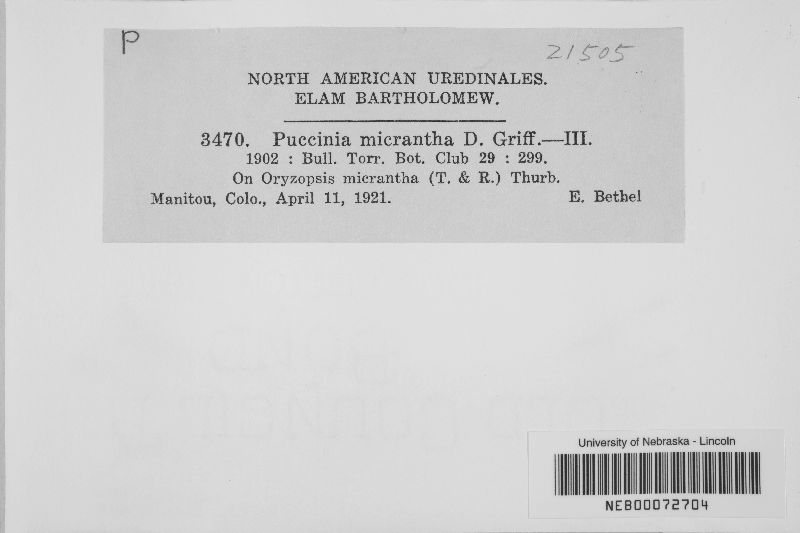 P
21505
NORTH AMERICAN UREDINALES.
ELAM BARTHOLOMEW.
3470. Puccinia micrantha D. Griff.—III.
1902 : Bull. Torr. Bot. Club 29 : 299.
On Oryzopsis micrantha (T. & R.) Thurb.
Manitou, Colo., April 11, 1921. E. Bethel
University of Nebraska - Lincoln
NEB00072704